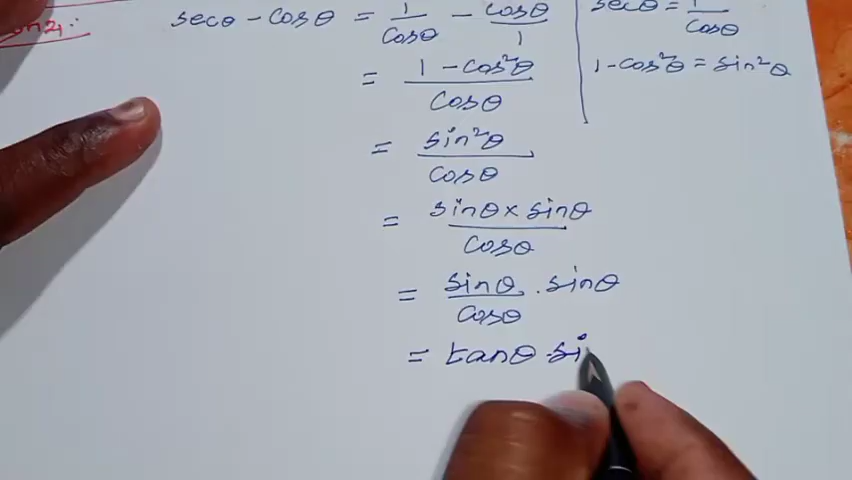 secθ - cosθ = 1/cosθ - cosθ/1
secθ = 1/cosθ
= 1 - cos²θ/cosθ
1 - cos²θ = sin²θ
= sin²θ/cosθ
= sinθ × sinθ/cosθ
= sinθ/cosθ . sinθ
= tanθ . si